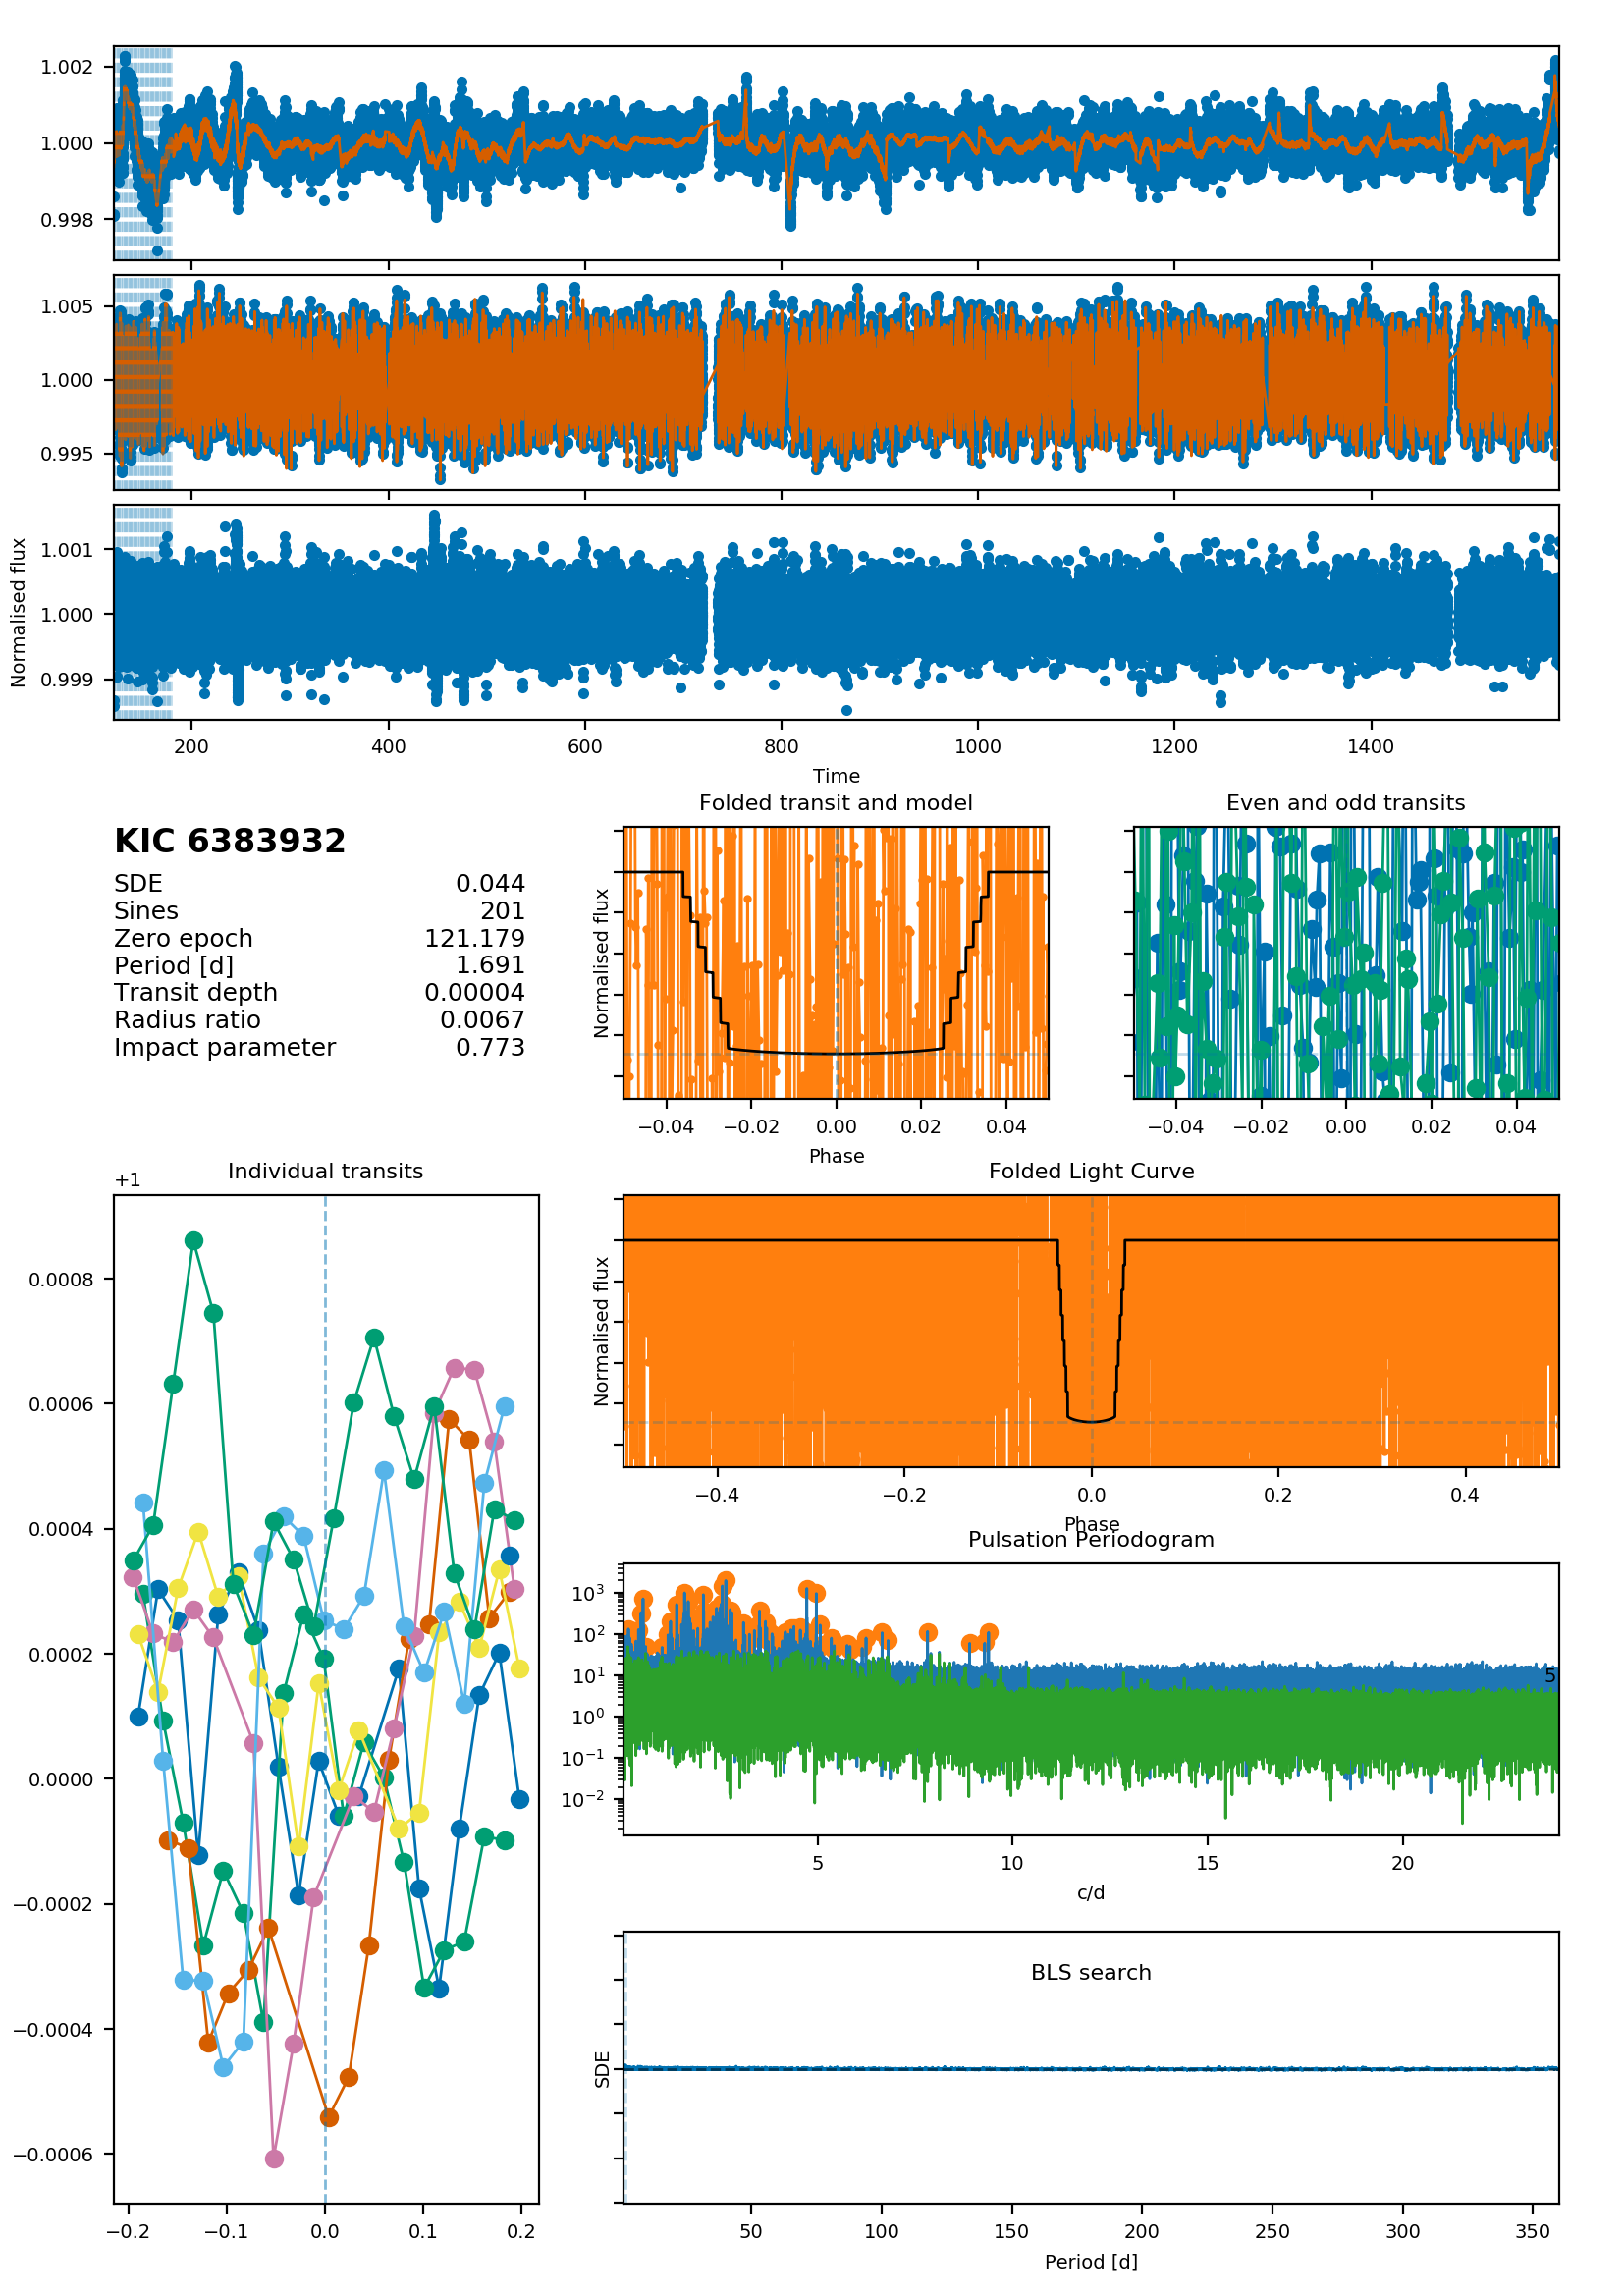 1.002
1.000
0.998
1.005
1.000
0.995
1.001
1.000
0.999
Normalised flux
200 400 600 800 1000 1200 1400
Time
KIC 6383932
SDE 0.044
Sines 201
Zero epoch 121.179
Period [d] 1.691
Transit depth 0.00004
Radius ratio 0.0067
Impact parameter 0.773
Folded transit and model
Normalised flux
−0.04 −0.02 0.00 0.02 0.04
Phase
Even and odd transits
−0.04 −0.02 0.00 0.02 0.04
Individual transits
+1
0.0008
0.0006
0.0004
0.0002
0.0000
−0.0002
−0.0004
−0.0006
−0.2 −0.1 0.0 0.1 0.2
Folded Light Curve
Normalised flux
−0.4 −0.2 0.0 0.2 0.4
Phase
Pulsation Periodogram
10³
10²
10¹
10⁰
10⁻¹
10⁻²
5
5 10 15 20
c/d
BLS search
SDE
50 100 150 200 250 300 350
Period [d]